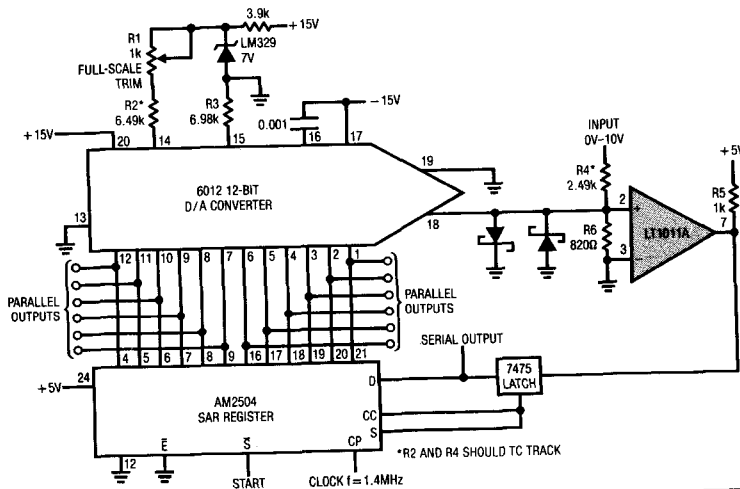 3.9k
+15V
R1
1k
FULL-SCALE
TRIM
LM329
7V
R2*
6.49k
R3
6.98k
0.001
−15V
+15V
20
14
15
16
17
19
18
13
6012 12-BIT
D/A CONVERTER
INPUT
0V–10V
R4*
2.49k
+5V
R5
1k
2
+
7
LT1011A
R6
820Ω
3
−
12 11 10 9 8 7 6 5 4 3 2 1
PARALLEL
OUTPUTS
PARALLEL
OUTPUTS
4 5 6 7 8 9 16 17 18 19 20 21
SERIAL OUTPUT
7475
LATCH
+5V
24
D
AM2504
SAR REGISTER
CC
S
E̅
S̅
CP
12
*R2 AND R4 SHOULD TC TRACK
START
CLOCK f = 1.4MHz